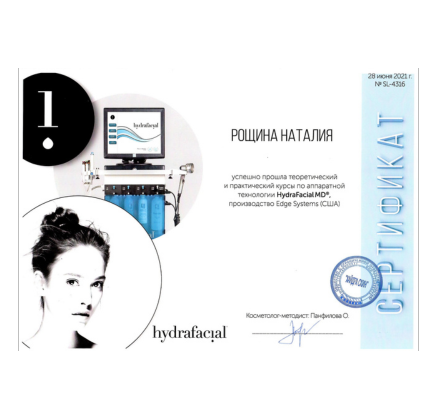 28 июня 2021 г.
№ SL-4316
1
hydrafacial
РОЩИНА НАТАЛИЯ
успешно прошла теоретический
и практический курсы по аппаратной
технологии HydraFacial MD®,
производство Edge Systems (США)
СЕРТИФИКАТ
Косметолог-методист: Панфилова О.
hydrafacial